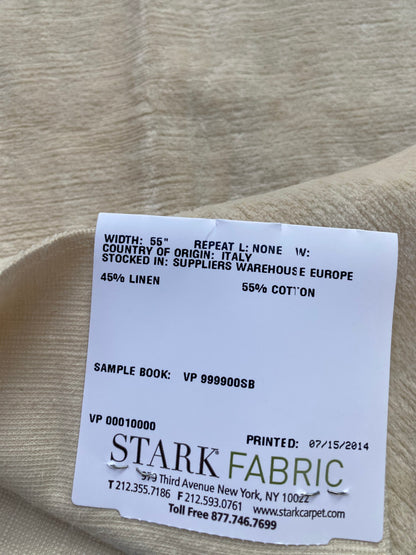 WIDTH: 55" REPEAT L: NONE W:
COUNTRY OF ORIGIN: ITALY
STOCKED IN: SUPPLIERS WAREHOUSE EUROPE
45% LINEN 55% COTTON
SAMPLE BOOK: VP 999900SB
VP 00010000
PRINTED: 07/15/2014
STARK® FABRIC
979 Third Avenue New York, NY 10022
T 212.355.7186 F 212.593.0761 www.starkcarpet.com
Toll Free 877.746.7699